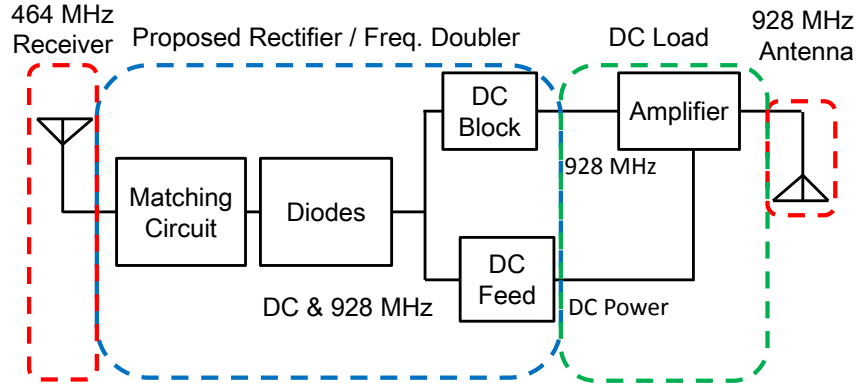 464 MHz
Receiver
Proposed Rectifier / Freq. Doubler
DC Load
928 MHz
Antenna
DC
Block
Amplifier
928 MHz
Matching
Circuit
Diodes
DC
Feed
DC & 928 MHz
DC Power